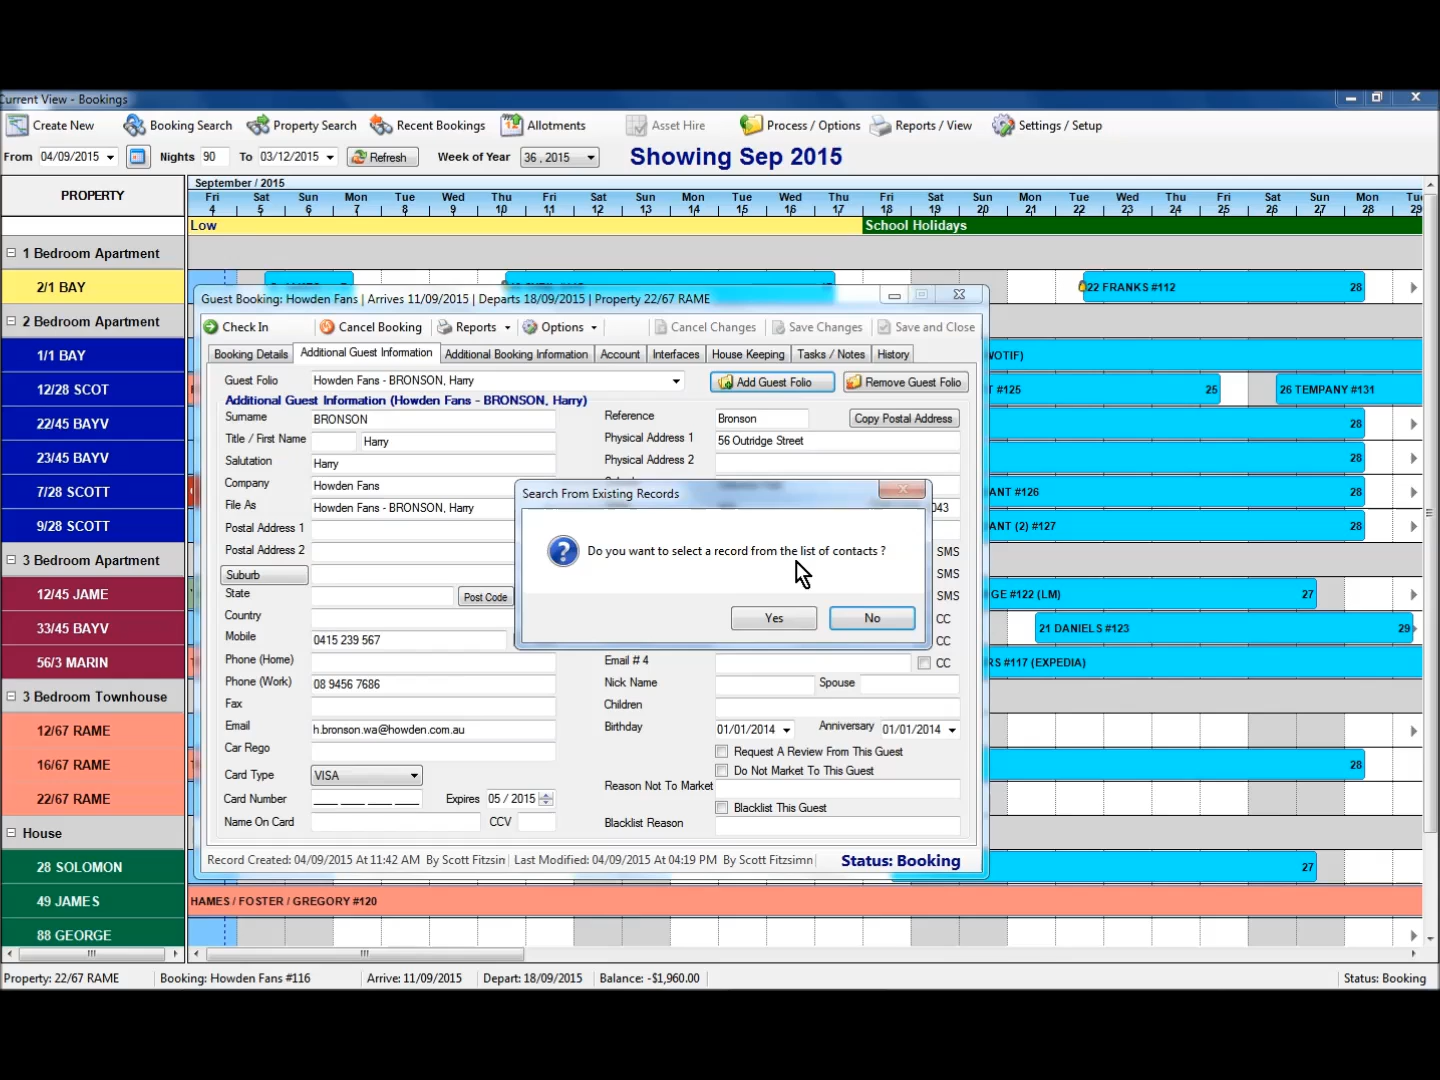 Current View - Bookings
Create New Booking Search Property Search Recent Bookings Allotments Asset Hire Process / Options Reports / View Settings / Setup
From 04/09/2015 Nights 90 To 03/12/2015 Refresh Week of Year 36 , 2015 Showing Sep 2015
PROPERTY
September / 2015
Fri Sat Sun Mon Tue Wed Thu Fri Sat Sun Mon Tue Wed Thu Fri Sat Sun Mon Tue Wed Thu Fri Sat Sun Mon
4 5 6 7 8 9 10 11 12 13 14 15 16 17 18 19 20 21 22 23 24 25 26 27 28 29
Low School Holidays
1 Bedroom Apartment
2/1 BAY
22 FRANKS #112 28
2 Bedroom Apartment
1/1 BAY
12/28 SCOT
#125 25 26 TEMPANY #131
22/45 BAYV
28
23/45 BAYV
28
7/28 SCOTT
ANT #126 28
9/28 SCOTT
ANT (2) #127 28
3 Bedroom Apartment
12/45 JAME
GE #122 (LM) 27
33/45 BAYV
21 DANIELS #123 29
56/3 MARIN
RS #117 (EXPEDIA)
3 Bedroom Townhouse
12/67 RAME
16/67 RAME
28
22/67 RAME
House
28 SOLOMON
27
49 JAMES
HAMES / FOSTER / GREGORY #120
88 GEORGE
Guest Booking: Howden Fans | Arrives 11/09/2015 | Departs 18/09/2015 | Property 22/67 RAME
Check In Cancel Booking Reports Options Cancel Changes Save Changes Save and Close
Booking Details Additional Guest Information Additional Booking Information Account Interfaces House Keeping Tasks / Notes History
Guest Folio Howden Fans - BRONSON, Harry Add Guest Folio Remove Guest Folio
Additional Guest Information (Howden Fans - BRONSON, Harry)
Surname BRONSON
Title / First Name Harry
Salutation Harry
Company Howden Fans
File As Howden Fans - BRONSON, Harry
Postal Address 1
Postal Address 2
Suburb
State Post Code
Country
Mobile 0415 239 567
Phone (Home)
Phone (Work) 08 9456 7686
Fax
Email h.bronson.wa@howden.com.au
Car Rego
Card Type VISA
Card Number ____ ____ ____ ____ Expires 05 / 2015
Name On Card CCV
Reference Bronson Copy Postal Address
Physical Address 1 56 Outridge Street
Physical Address 2
043
SMS
SMS
SMS
CC
CC
Email # 4 CC
Nick Name Spouse
Children
Birthday 01/01/2014 Anniversary 01/01/2014
Request A Review From This Guest
Do Not Market To This Guest
Reason Not To Market
Blacklist This Guest
Blacklist Reason
Record Created: 04/09/2015 At 11:42 AM By Scott Fitzsim Last Modified: 04/09/2015 At 04:19 PM By Scott Fitzsimn Status: Booking
Search From Existing Records
Do you want to select a record from the list of contacts ?
Yes No
Property: 22/67 RAME Booking: Howden Fans #116 Arrive: 11/09/2015 Depart: 18/09/2015 Balance: -$1,960.00 Status: Booking